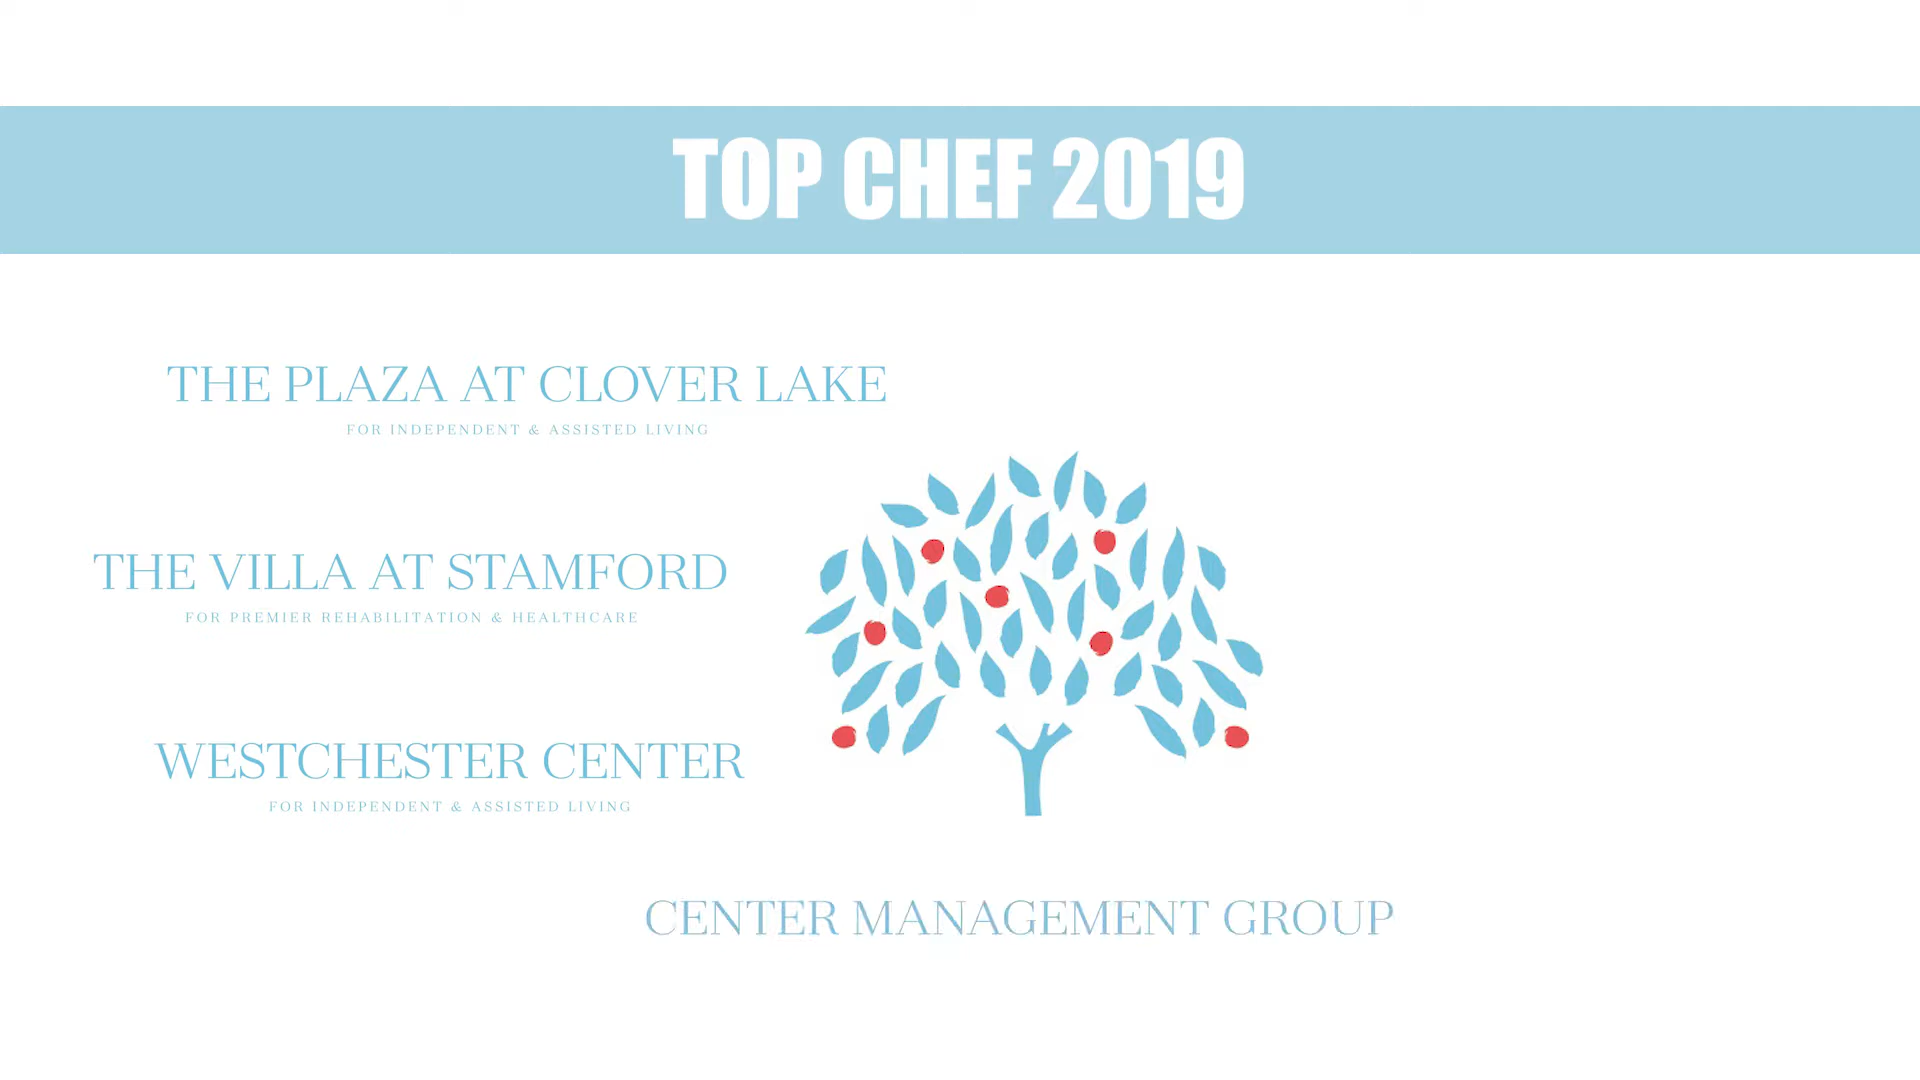 TOP CHEF 2019
THE PLAZA AT CLOVER LAKE
FOR INDEPENDENT & ASSISTED LIVING
THE VILLA AT STAMFORD
FOR PREMIER REHABILITATION & HEALTHCARE
WESTCHESTER CENTER
FOR INDEPENDENT & ASSISTED LIVING
CENTER MANAGEMENT GROUP